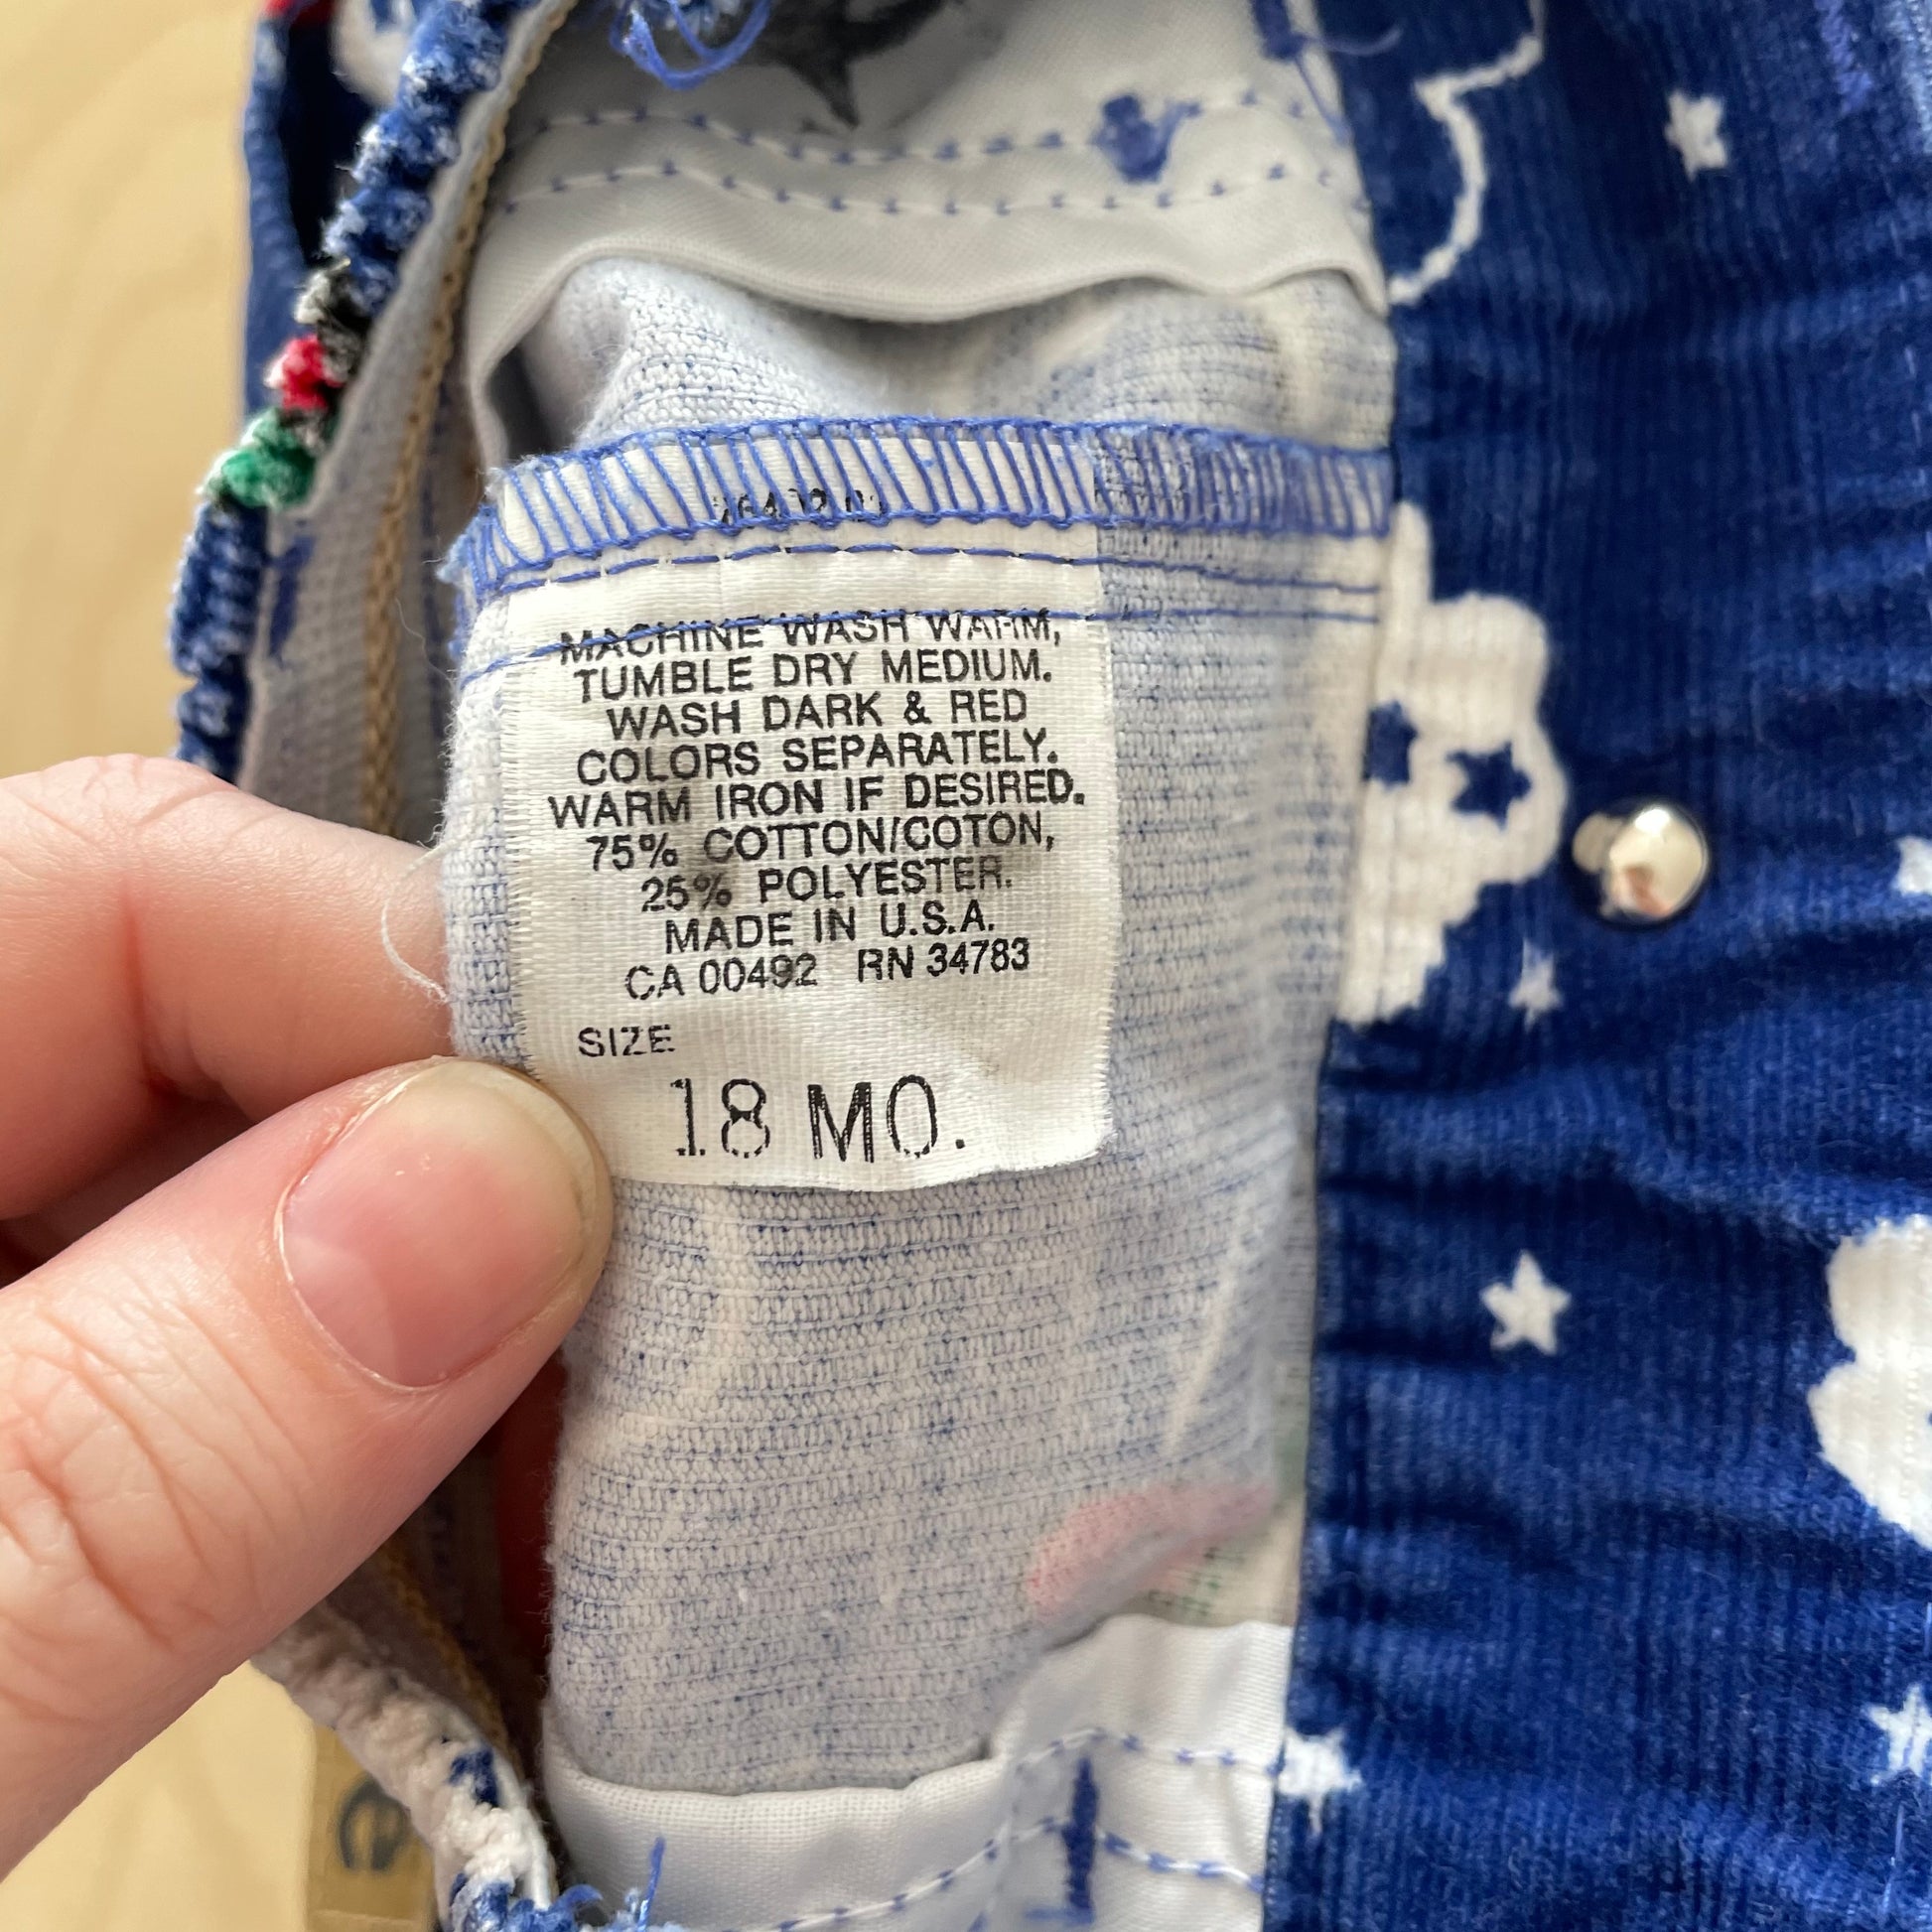 MACHINE WASH WARM,
TUMBLE DRY MEDIUM.
WASH DARK & RED
COLORS SEPARATELY.
WARM IRON IF DESIRED.
75% COTTON/COTON,
25% POLYESTER.
MADE IN U.S.A.
CA 00492 RN 34783
SIZE
18 MO.